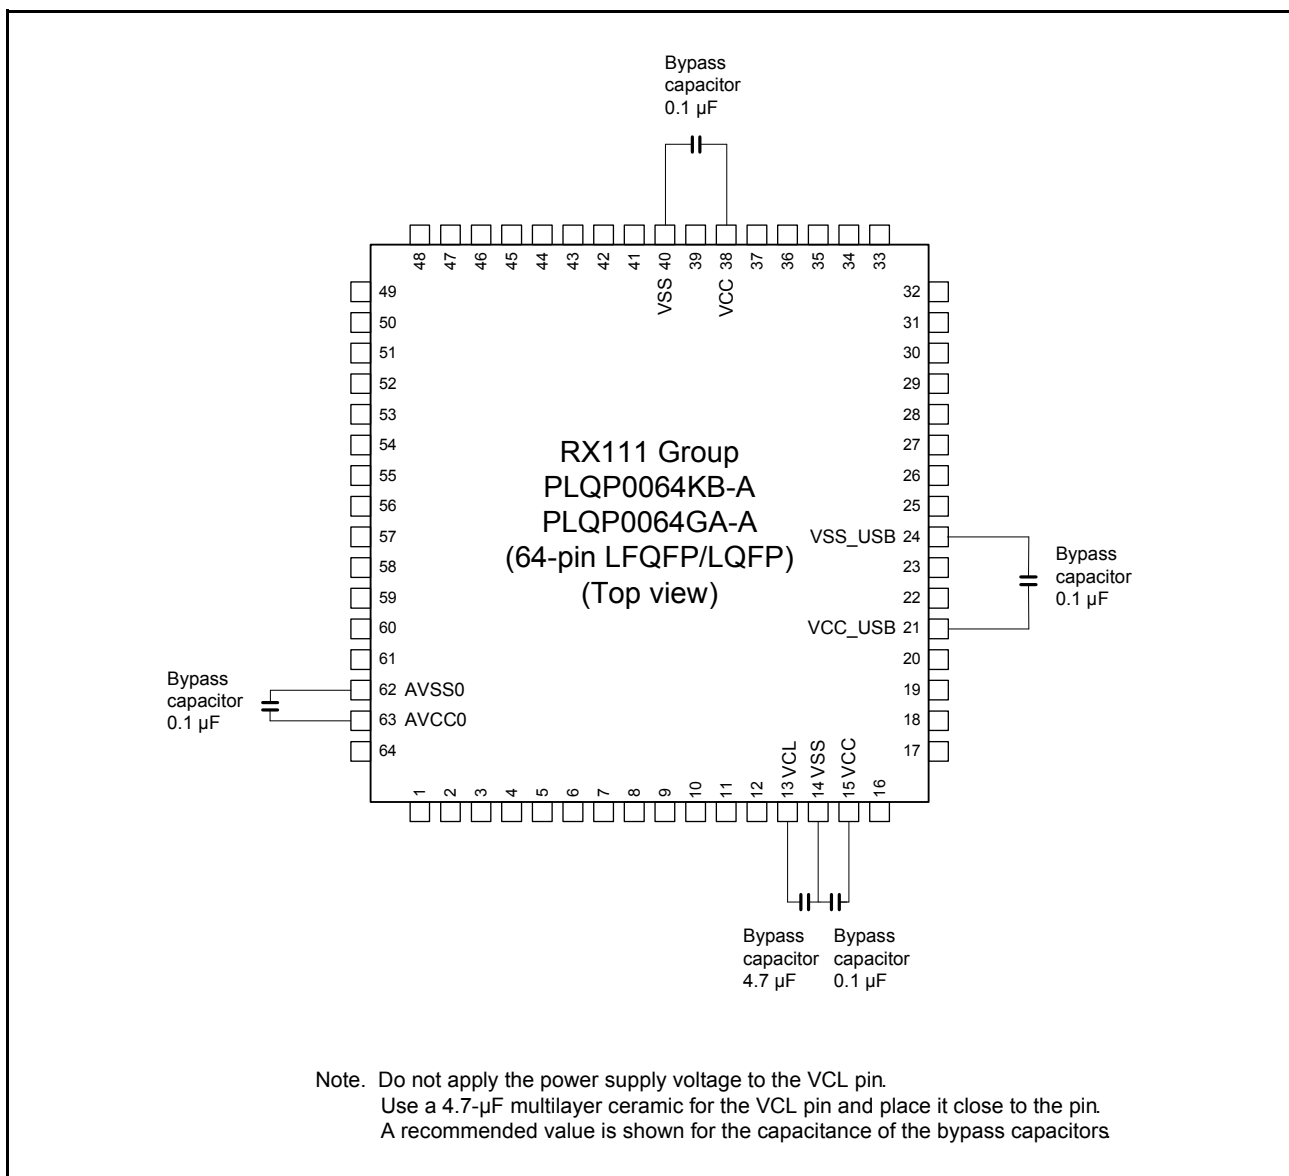 Bypass
capacitor
0.1 µF
48 47 46 45 44 43 42 41 40 39 38 37 36 35 34 33
VSS VCC
49
50
51
52
53
54
55
56
57
58
59
60
61
62 AVSS0
63 AVCC0
64
RX111 Group
PLQP0064KB-A
PLQP0064GA-A
(64-pin LFQFP/LQFP)
(Top view)
32
31
30
29
28
27
26
25
VSS_USB 24
23
22
VCC_USB 21
20
19
18
17
Bypass
capacitor
0.1 µF
Bypass
capacitor
0.1 µF
1 2 3 4 5 6 7 8 9 10 11 12 13 VCL 14 VSS 15 VCC 16
Bypass
capacitor
4.7 µF
Bypass
capacitor
0.1 µF
Note. Do not apply the power supply voltage to the VCL pin.
Use a 4.7-µF multilayer ceramic for the VCL pin and place it close to the pin.
A recommended value is shown for the capacitance of the bypass capacitors.